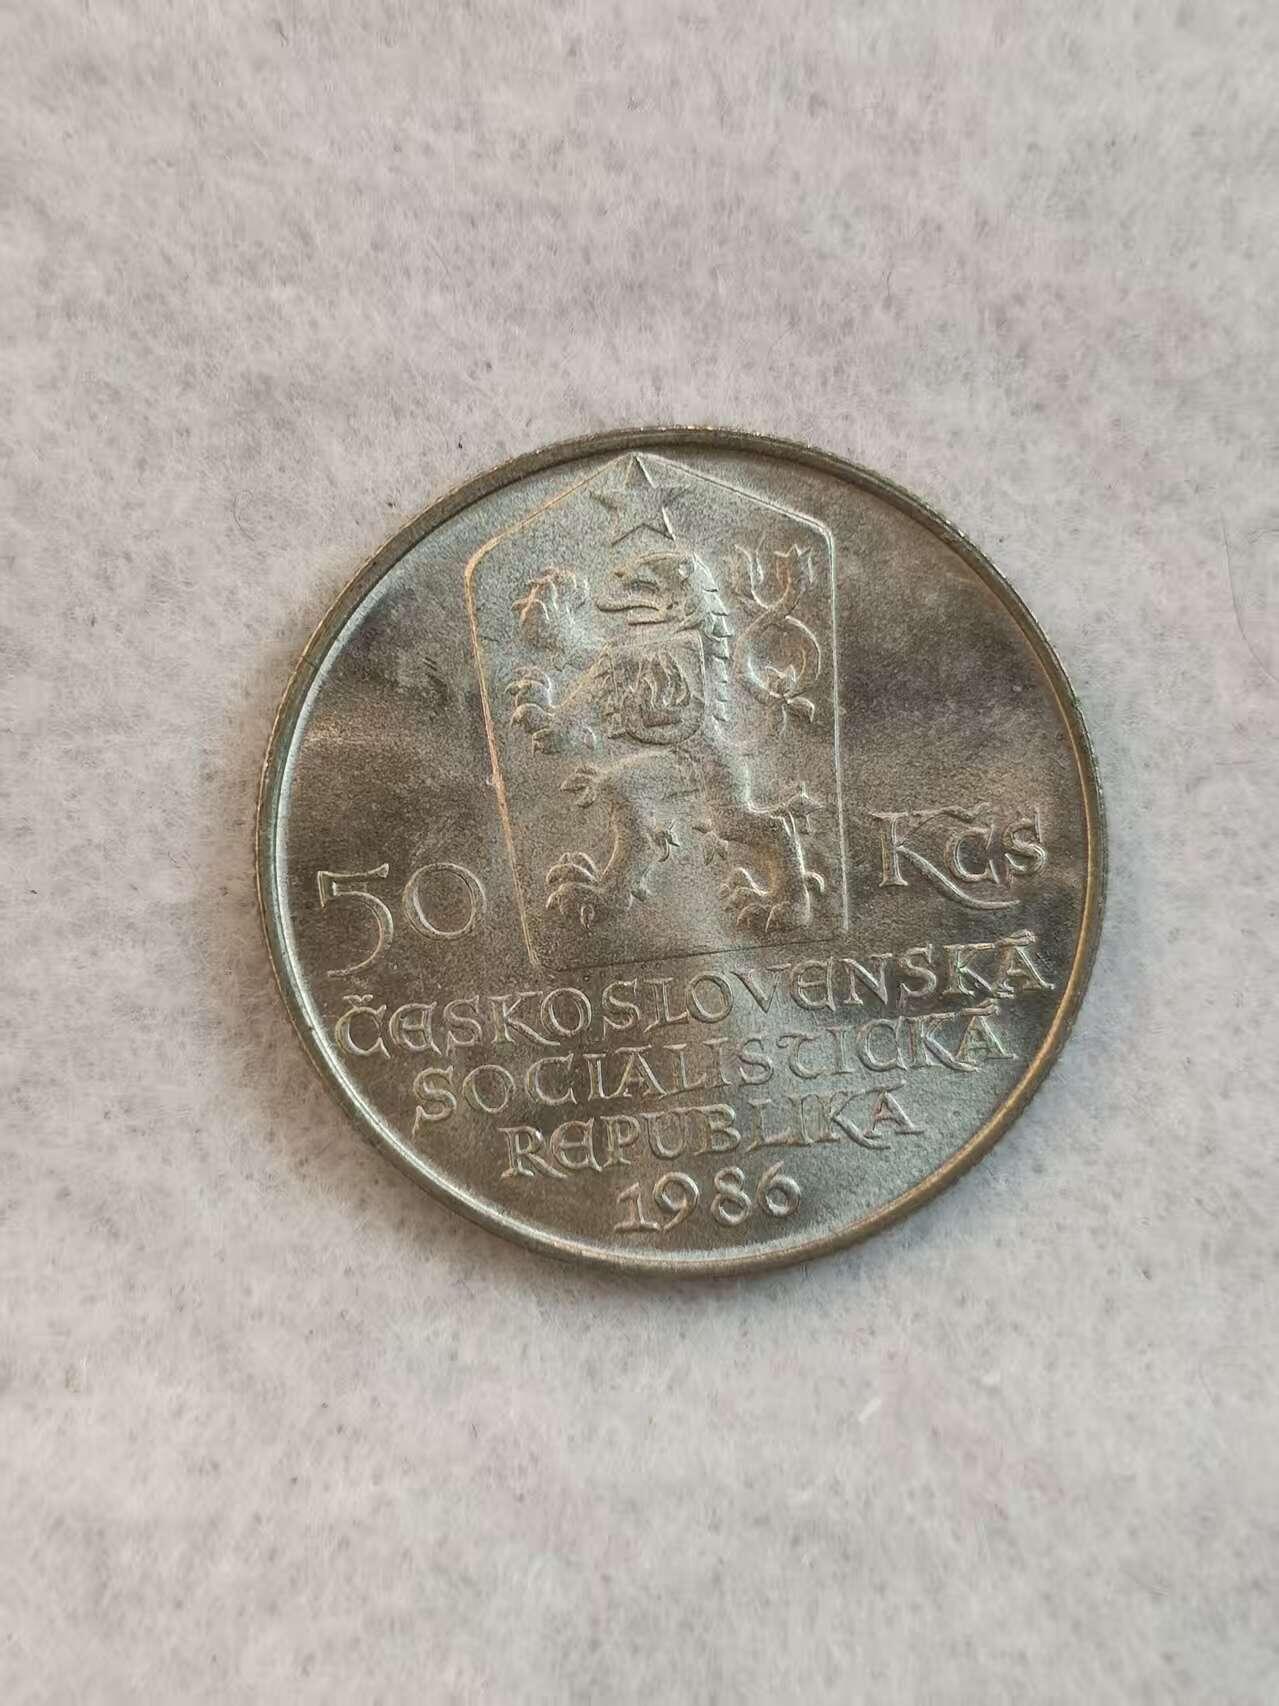 50 Kčs
ČESKOSLOVENSKÁ
SOCIALISTICKÁ
REPUBLIKA
1986